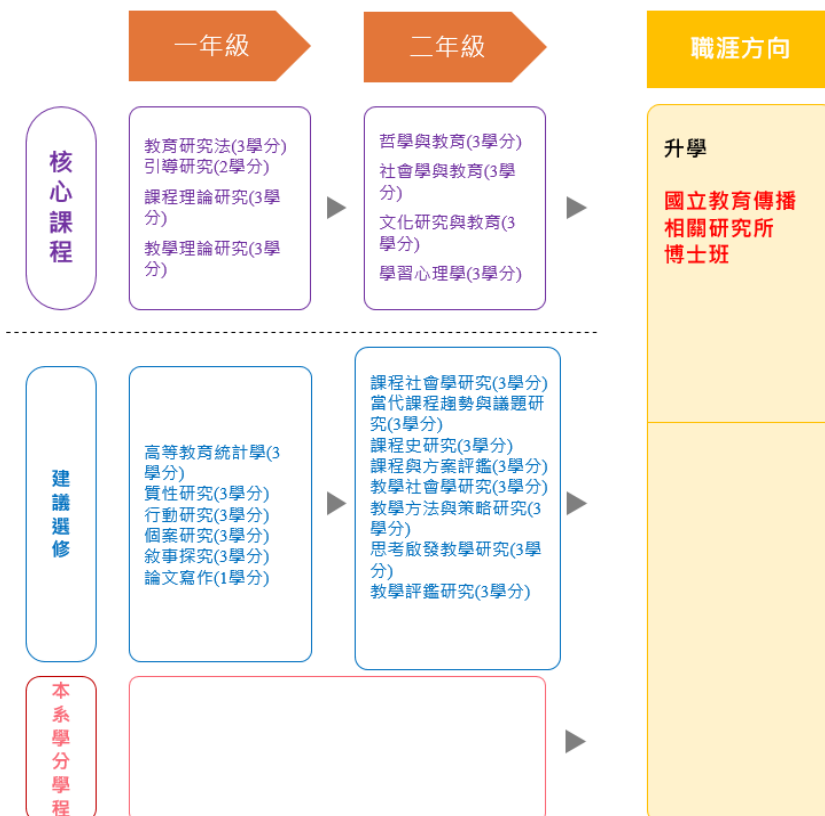 一年級
二年級
職涯方向
核
心
課
程
教育研究法(3學分)
引導研究(2學分)
課程理論研究(3學
分)
教學理論研究(3學
分)
哲學與教育(3學分)
社會學與教育(3學
分)
文化研究與教育(3
學分)
學習心理學(3學分)
升學
國立教育傳播
相關研究所
博士班
建
議
選
修
高等教育統計學(3
學分)
質性研究(3學分)
行動研究(3學分)
個案研究(3學分)
敘事探究(3學分)
論文寫作(1學分)
課程社會學研究(3學分)
當代課程趨勢與議題研
究(3學分)
課程史研究(3學分)
課程與方案評鑑(3學分)
教學社會學研究(3學分)
教學方法與策略研究(3
學分)
思考啟發教學研究(3學
分)
教學評鑑研究(3學分)
本
系
學
分
學
程